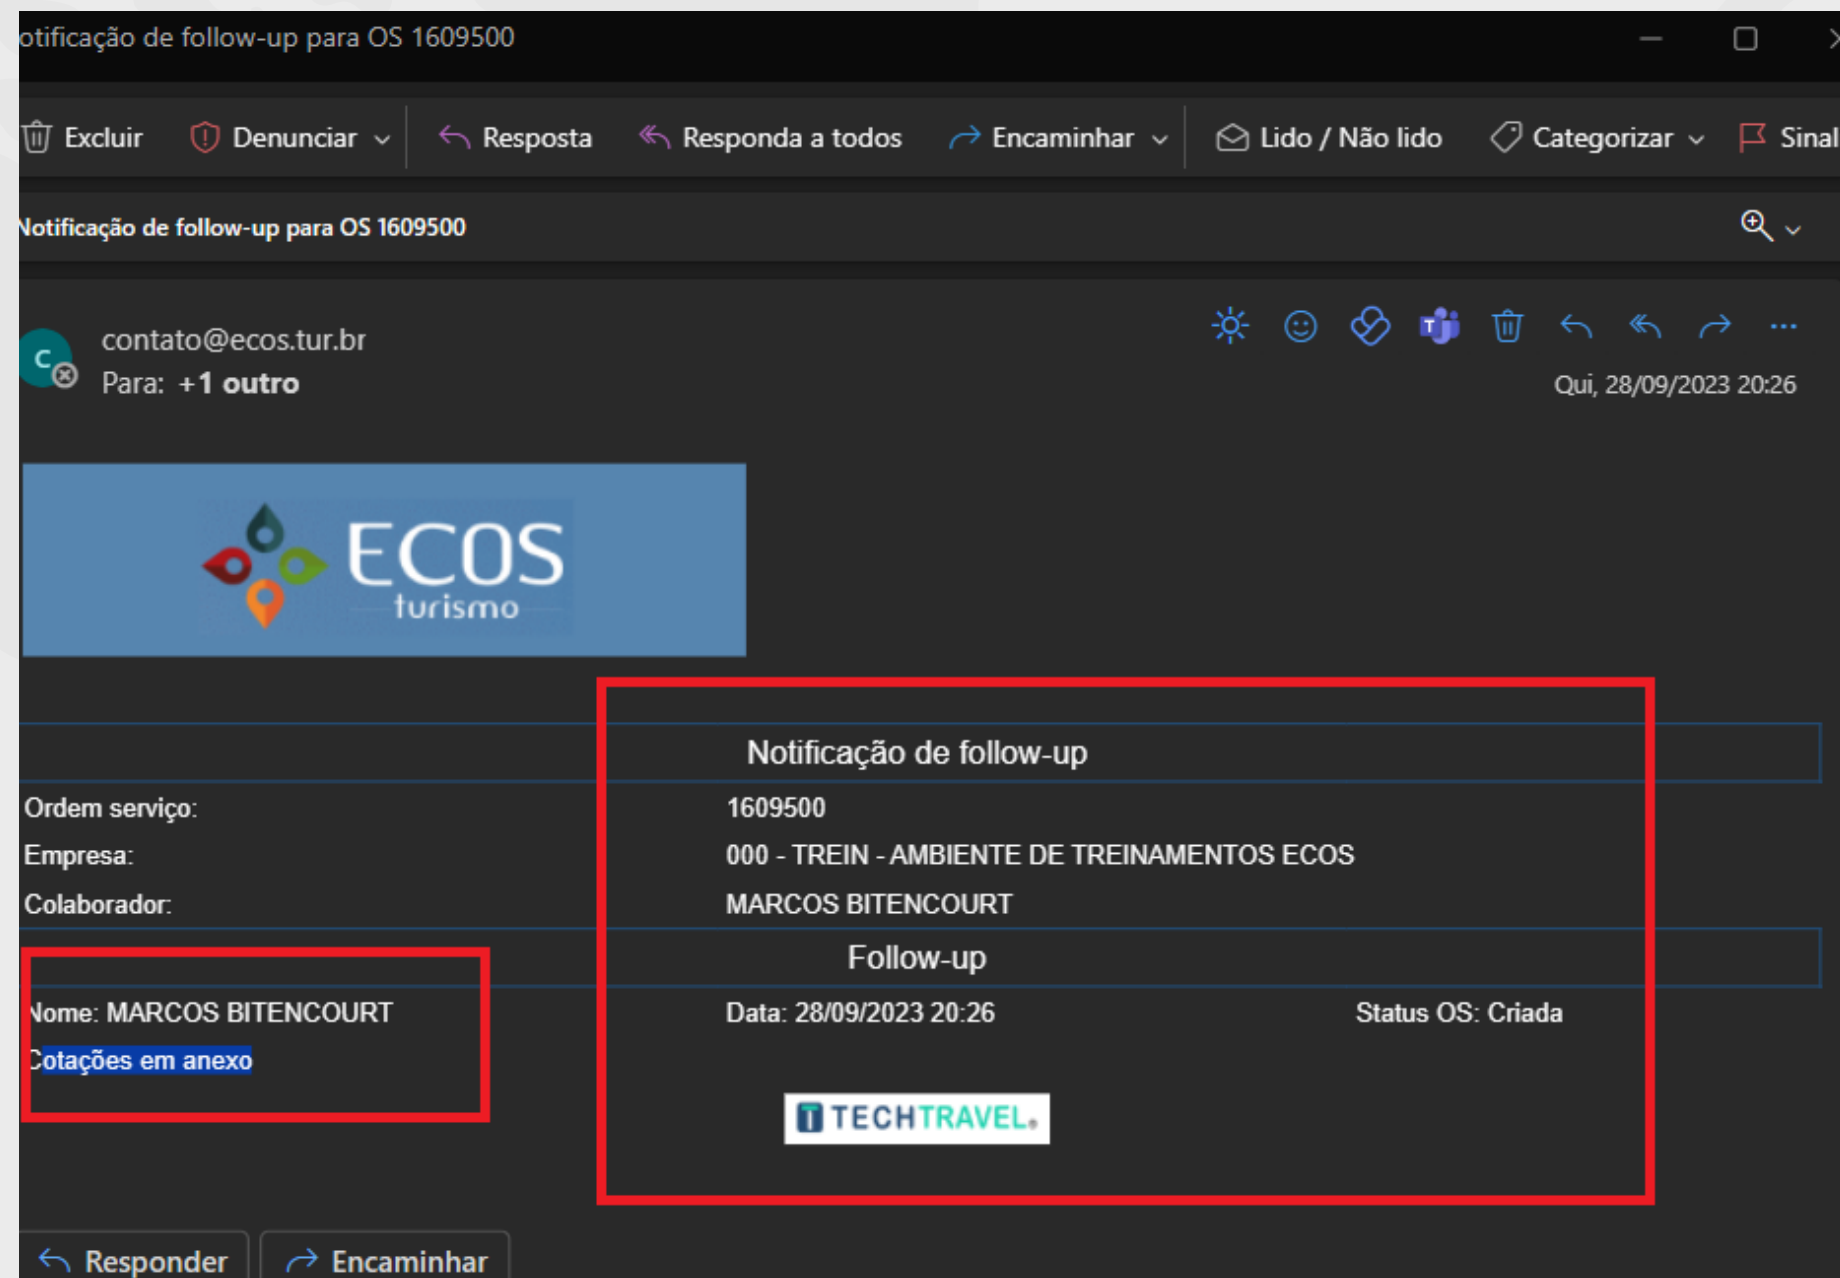 otificação de follow-up para OS 1609500
Excluir Denunciar Resposta Responda a todos Encaminhar Lido / Não lido Categorizar Sinal
Notificação de follow-up para OS 1609500
C contato@ecos.tur.br
Para: +1 outro
Qui, 28/09/2023 20:26
ECOS
turismo
Notificação de follow-up
Ordem serviço: 1609500
Empresa: 000 - TREIN - AMBIENTE DE TREINAMENTOS ECOS
Colaborador: MARCOS BITENCOURT
Follow-up
Nome: MARCOS BITENCOURT Data: 28/09/2023 20:26 Status OS: Criada
Cotações em anexo
TECHTRAVEL®
Responder Encaminhar